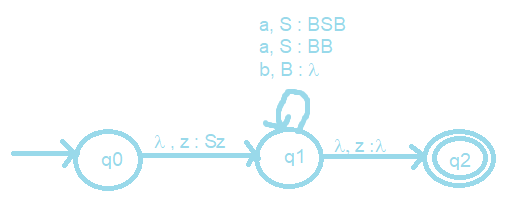 a, S : BSB
a, S : BB
b, B : λ
λ , z : Sz
λ, z :λ
q0
q1
q2